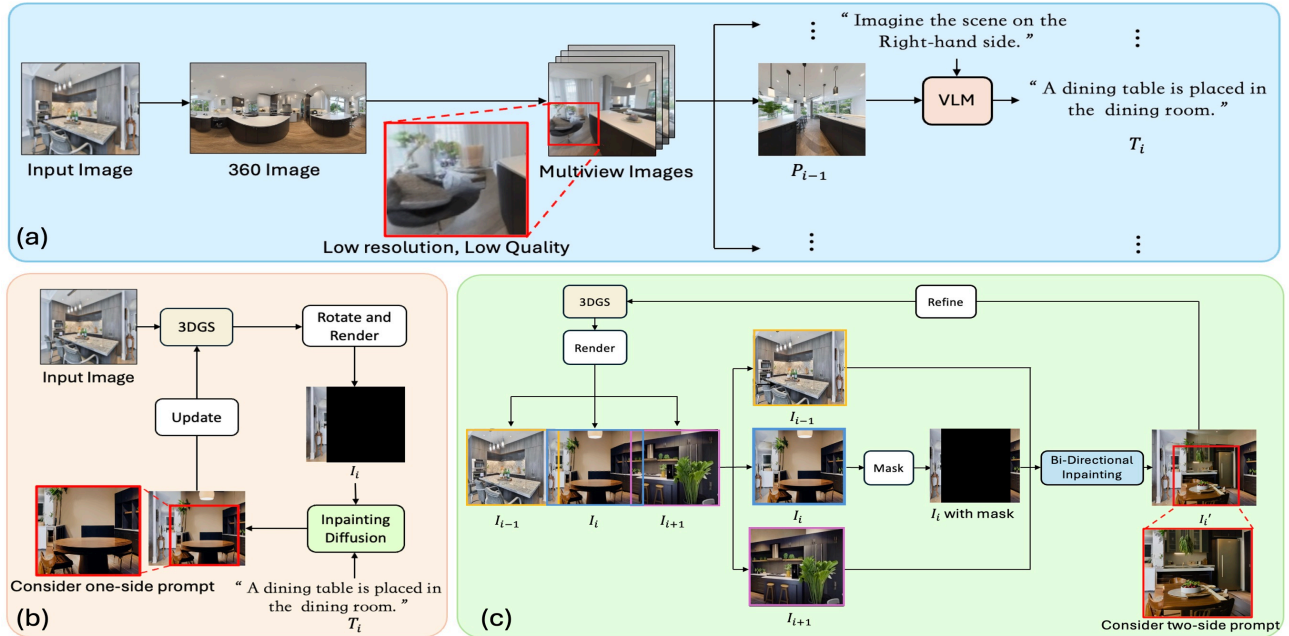 “ Imagine the scene on the
Right-hand side. ”
VLM
“ A dining table is placed in
the dining room. ”
T_i
Input Image
360 Image
Multiview Images
P_{i-1}
Low resolution, Low Quality
(a)
Input Image
3DGS
Rotate and
Render
Update
I_i
Inpainting
Diffusion
Consider one-side prompt
“ A dining table is placed in
the dining room. ”
T_i
(b)
3DGS
Refine
Render
I_{i-1}
I_i
I_{i+1}
I_{i-1}
I_i
Mask
I_i with mask
Bi-Directional
Inpainting
I_i'
I_{i+1}
Consider two-side prompt
(c)